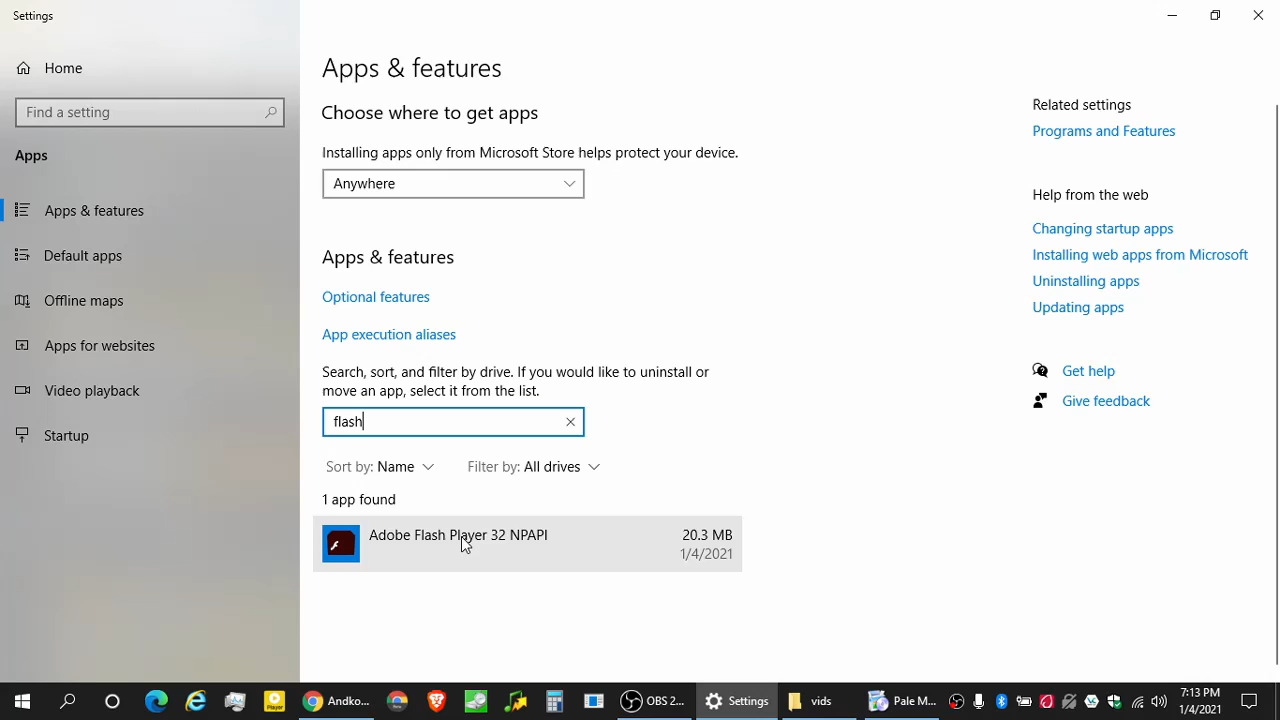 Settings
Home
Find a setting
Apps
Apps & features
Default apps
Offline maps
Apps for websites
Video playback
Startup
Apps & features
Choose where to get apps
Installing apps only from Microsoft Store helps protect your device.
Anywhere
Apps & features
Optional features
App execution aliases
Search, sort, and filter by drive. If you would like to uninstall or
move an app, select it from the list.
flash
Sort by: Name
Filter by: All drives
1 app found
Adobe Flash Player 32 NPAPI
20.3 MB
1/4/2021
Related settings
Programs and Features
Help from the web
Changing startup apps
Installing web apps from Microsoft
Uninstalling apps
Updating apps
Get help
Give feedback
Player
Andko...
OBS 2...
Settings
vids
Pale M...
7:13 PM
1/4/2021